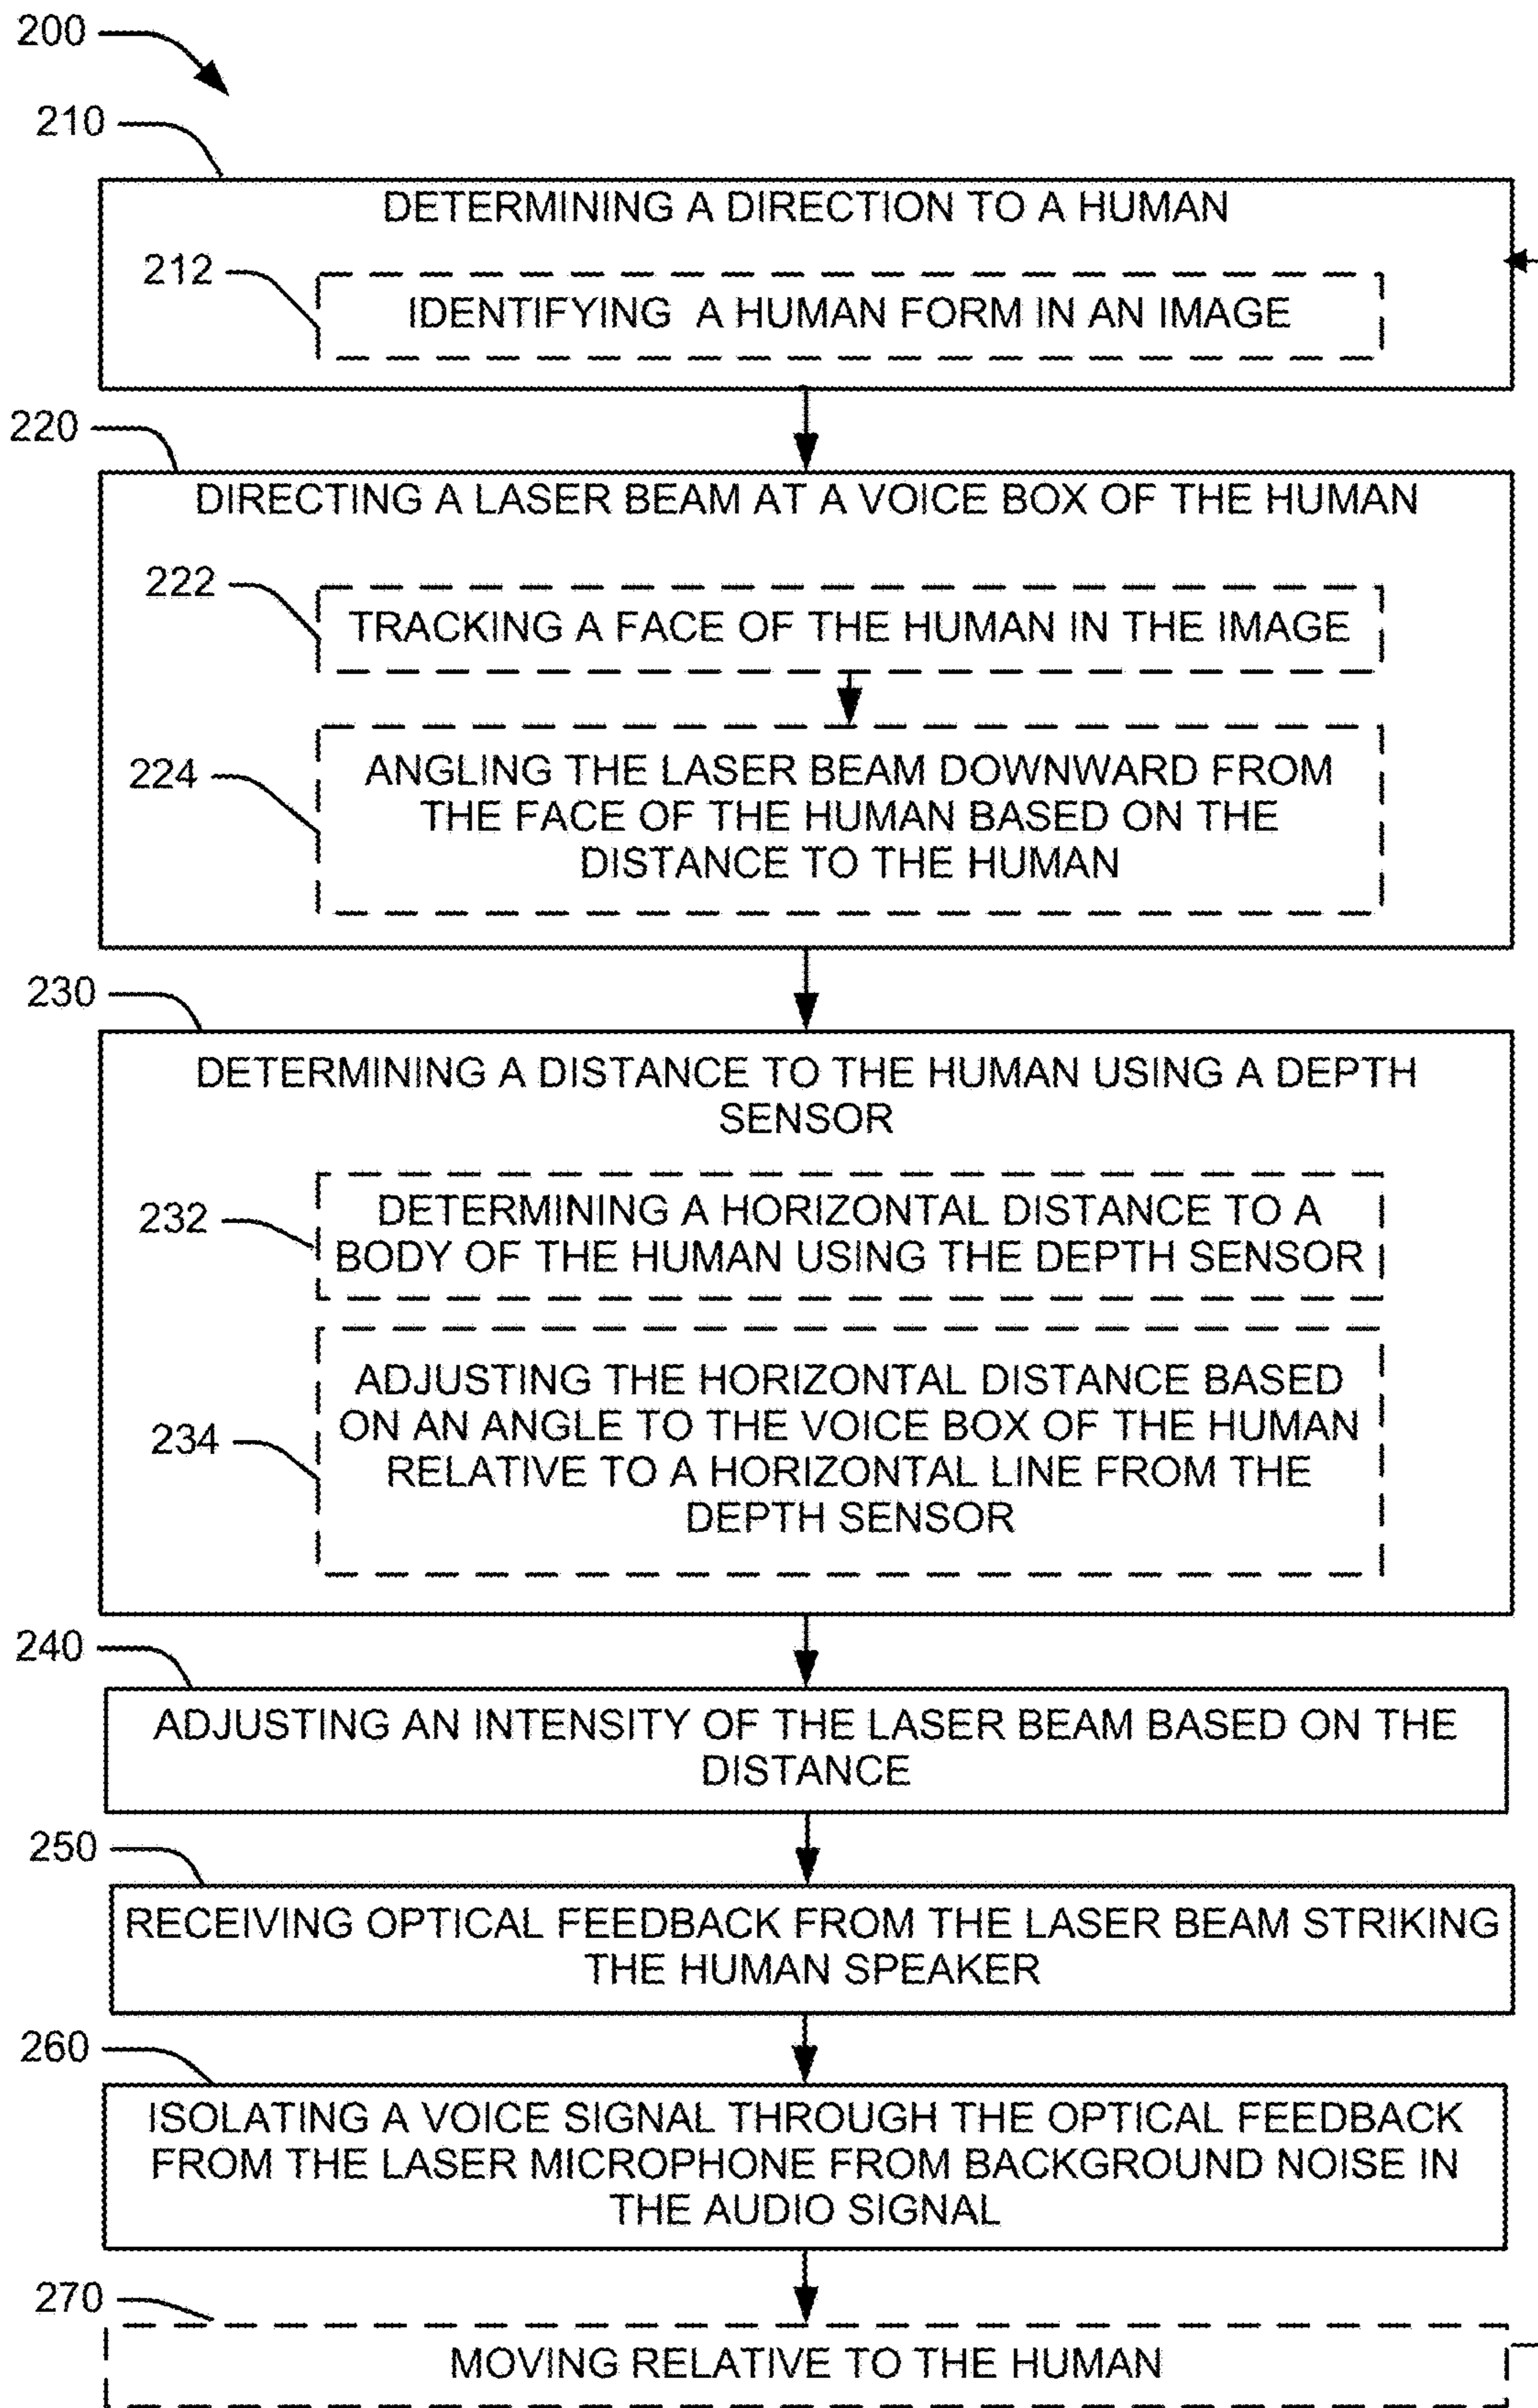 200
210
DETERMINING A DIRECTION TO A HUMAN
212
IDENTIFYING A HUMAN FORM IN AN IMAGE
220
DIRECTING A LASER BEAM AT A VOICE BOX OF THE HUMAN
222
TRACKING A FACE OF THE HUMAN IN THE IMAGE
224
ANGLING THE LASER BEAM DOWNWARD FROM
THE FACE OF THE HUMAN BASED ON THE
DISTANCE TO THE HUMAN
230
DETERMINING A DISTANCE TO THE HUMAN USING A DEPTH
SENSOR
232
DETERMINING A HORIZONTAL DISTANCE TO A
BODY OF THE HUMAN USING THE DEPTH SENSOR
234
ADJUSTING THE HORIZONTAL DISTANCE BASED
ON AN ANGLE TO THE VOICE BOX OF THE HUMAN
RELATIVE TO A HORIZONTAL LINE FROM THE
DEPTH SENSOR
240
ADJUSTING AN INTENSITY OF THE LASER BEAM BASED ON THE
DISTANCE
250
RECEIVING OPTICAL FEEDBACK FROM THE LASER BEAM STRIKING
THE HUMAN SPEAKER
260
ISOLATING A VOICE SIGNAL THROUGH THE OPTICAL FEEDBACK
FROM THE LASER MICROPHONE FROM BACKGROUND NOISE IN
THE AUDIO SIGNAL
270
MOVING RELATIVE TO THE HUMAN